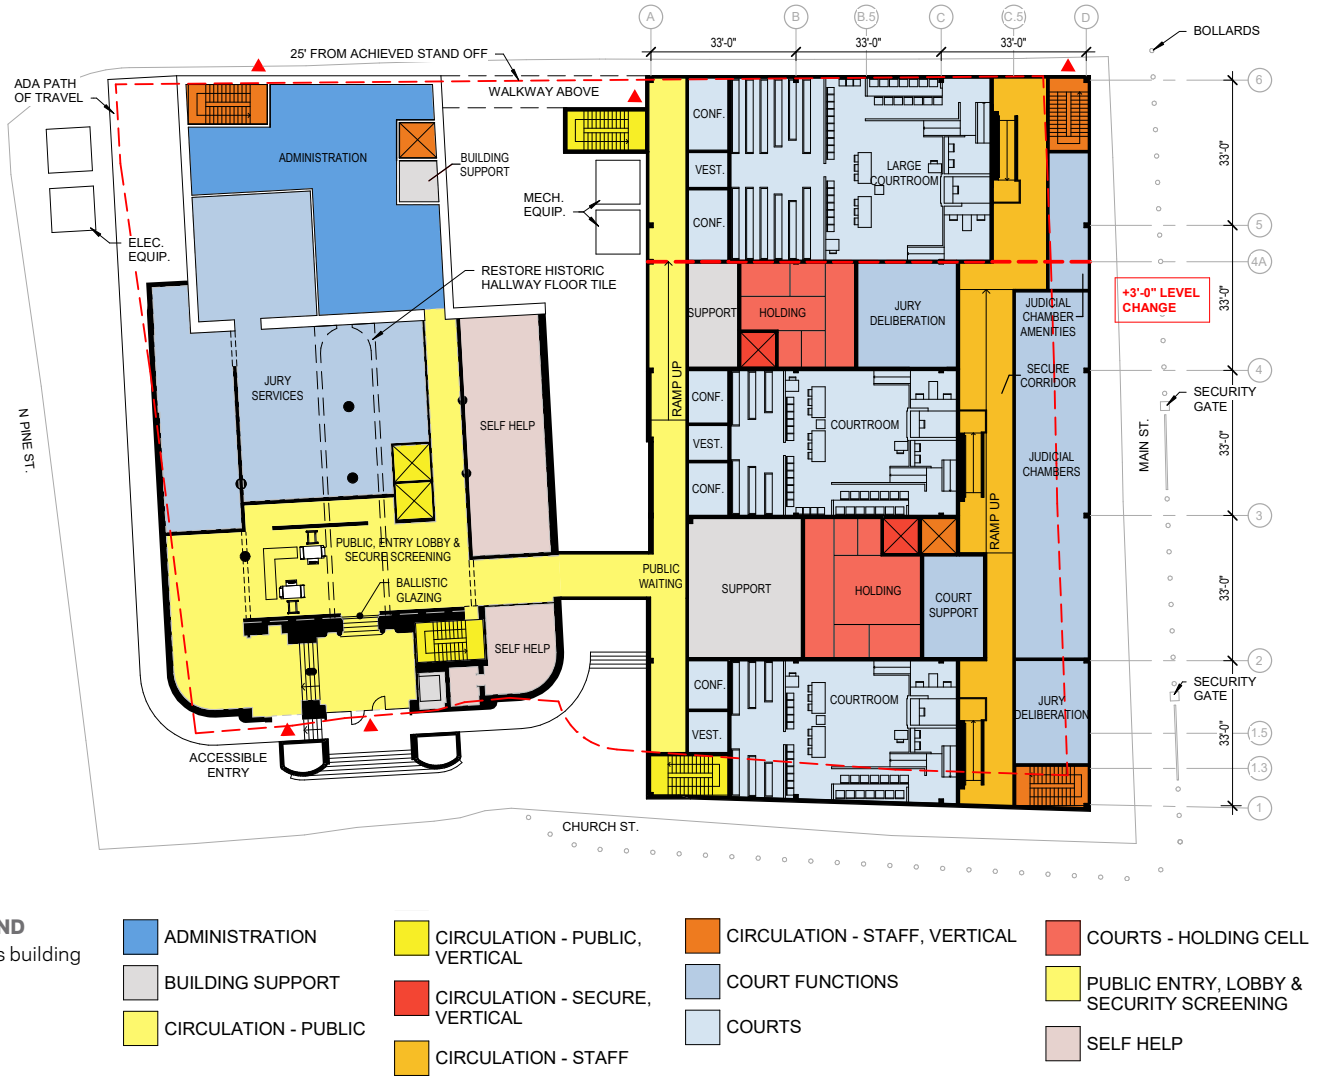 A
B
B.5
C
C.5
D
BOLLARDS
33'-0"
33'-0"
33'-0"
25' FROM ACHIEVED STAND OFF
6
ADA PATH
OF TRAVEL
WALKWAY ABOVE
CONF.
ADMINISTRATION
BUILDING
SUPPORT
VEST.
LARGE
COURTROOM
33'-0"
MECH.
EQUIP.
CONF.
5
ELEC.
EQUIP.
4A
RESTORE HISTORIC
HALLWAY FLOOR TILE
+3'-0" LEVEL
CHANGE
33'-0"
SUPPORT
HOLDING
JURY
DELIBERATION
JUDICIAL
CHAMBER
AMENITIES
RAMP UP
SECURE
CORRIDOR
4
JURY
SERVICES
CONF.
SECURITY
GATE
SELF HELP
VEST.
COURTROOM
33'-0"
N PINE ST.
MAIN ST.
JUDICIAL
CHAMBERS
CONF.
RAMP UP
3
PUBLIC, ENTRY LOBBY &
SECURE SCREENING
BALLISTIC
GLAZING
PUBLIC
WAITING
SUPPORT
HOLDING
COURT
SUPPORT
33'-0"
SELF HELP
2
CONF.
COURTROOM
SECURITY
GATE
JURY
DELIBERATION
33'-0"
VEST.
1.5
ACCESSIBLE
ENTRY
1.3
1
CHURCH ST.
ND
s building
ADMINISTRATION
BUILDING SUPPORT
CIRCULATION - PUBLIC
CIRCULATION - PUBLIC,
VERTICAL
CIRCULATION - SECURE,
VERTICAL
CIRCULATION - STAFF
CIRCULATION - STAFF, VERTICAL
COURT FUNCTIONS
COURTS
COURTS - HOLDING CELL
PUBLIC ENTRY, LOBBY &
SECURITY SCREENING
SELF HELP